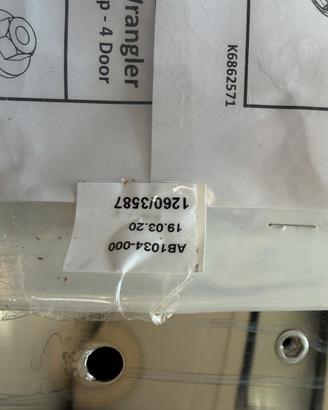 Wrangler
p - 4 Door
K6862571
AB1034-000
19.03.20
1260/3587